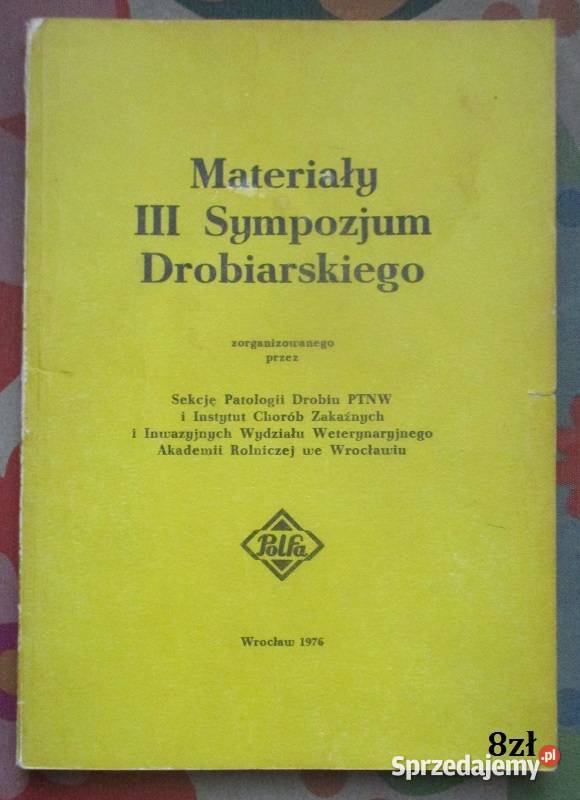 Materiały
III Sympozjum
Drobiarskiego
zorganizowanego
przez
Sekcję Patologii Drobiu PTNW
i Instytut Chorób Zakaźnych
i Inwazyjnych Wydziału Weterynaryjnego
Akademii Rolniczej we Wrocławiu
Polfa
Wrocław 1976
8zł
Sprzedajemy.pl